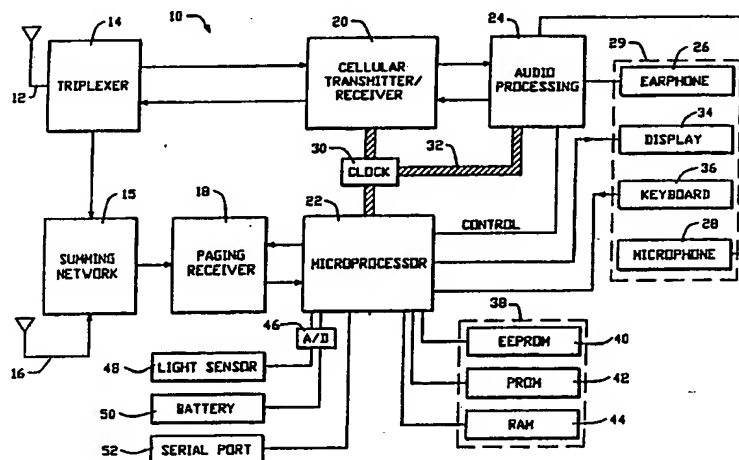 14
10
20
24
29
26
TRIPLEXER
CELLULAR
TRANSMITTER/
RECEIVER
AUDIO
PROCESSING
EARPHONE
12
34
DISPLAY
30
32
CLOCK
36
KEYBOARD
15
18
22
28
SUMMING
NETWORK
PAGING
RECEIVER
MICROPROCESSOR
CONTROL
MICROPHONE
16
46
A/D
38
EEPROM
40
48
LIGHT SENSOR
PROM
42
50
BATTERY
RAM
44
52
SERIAL PORT